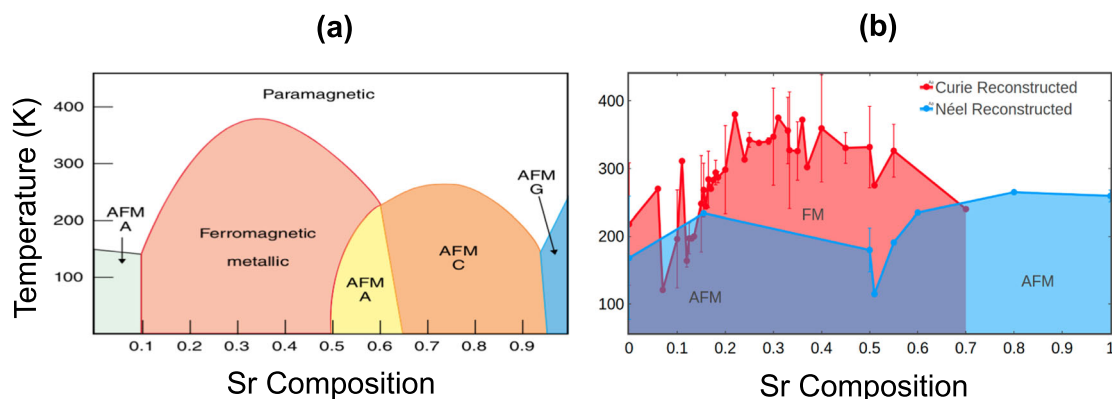 (a)
(b)
Temperature (K)
400
300
200
100
Paramagnetic
AFM
A
Ferromagnetic
metallic
AFM
A
AFM
C
AFM
G
0.1 0.2 0.3 0.4 0.5 0.6 0.7 0.8 0.9
Sr Composition
400
300
200
100
Curie Reconstructed
Néel Reconstructed
FM
AFM
AFM
0 0.1 0.2 0.3 0.4 0.5 0.6 0.7 0.8 0.9 1
Sr Composition